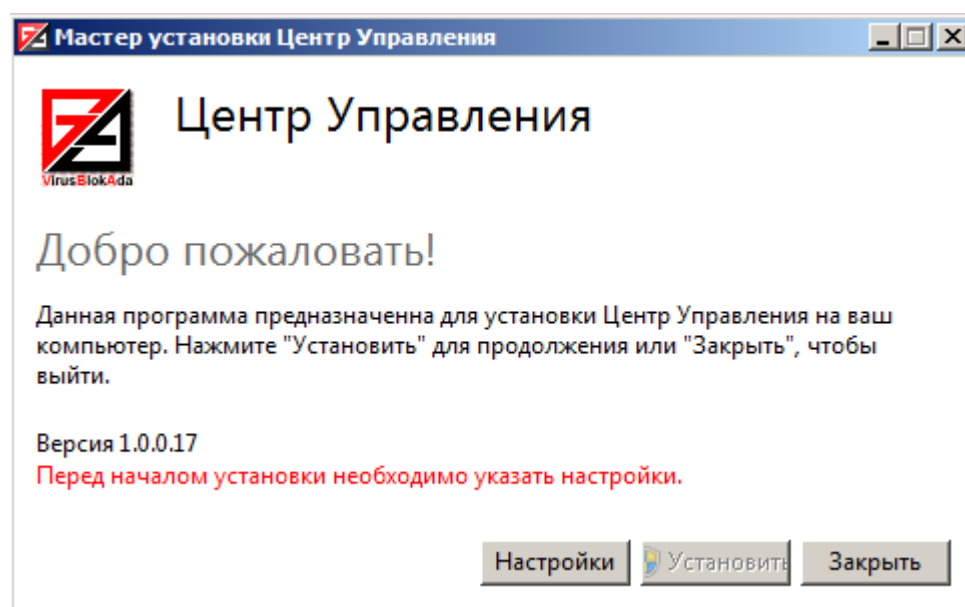 Мастер установки Центр Управления
Центр Управления
VirusBlokAda
Добро пожаловать!
Данная программа предназначенна для установки Центр Управления на ваш
компьютер. Нажмите "Установить" для продолжения или "Закрыть", чтобы
выйти.
Версия 1.0.0.17
Перед началом установки необходимо указать настройки.
Настройки
Установить
Закрыть